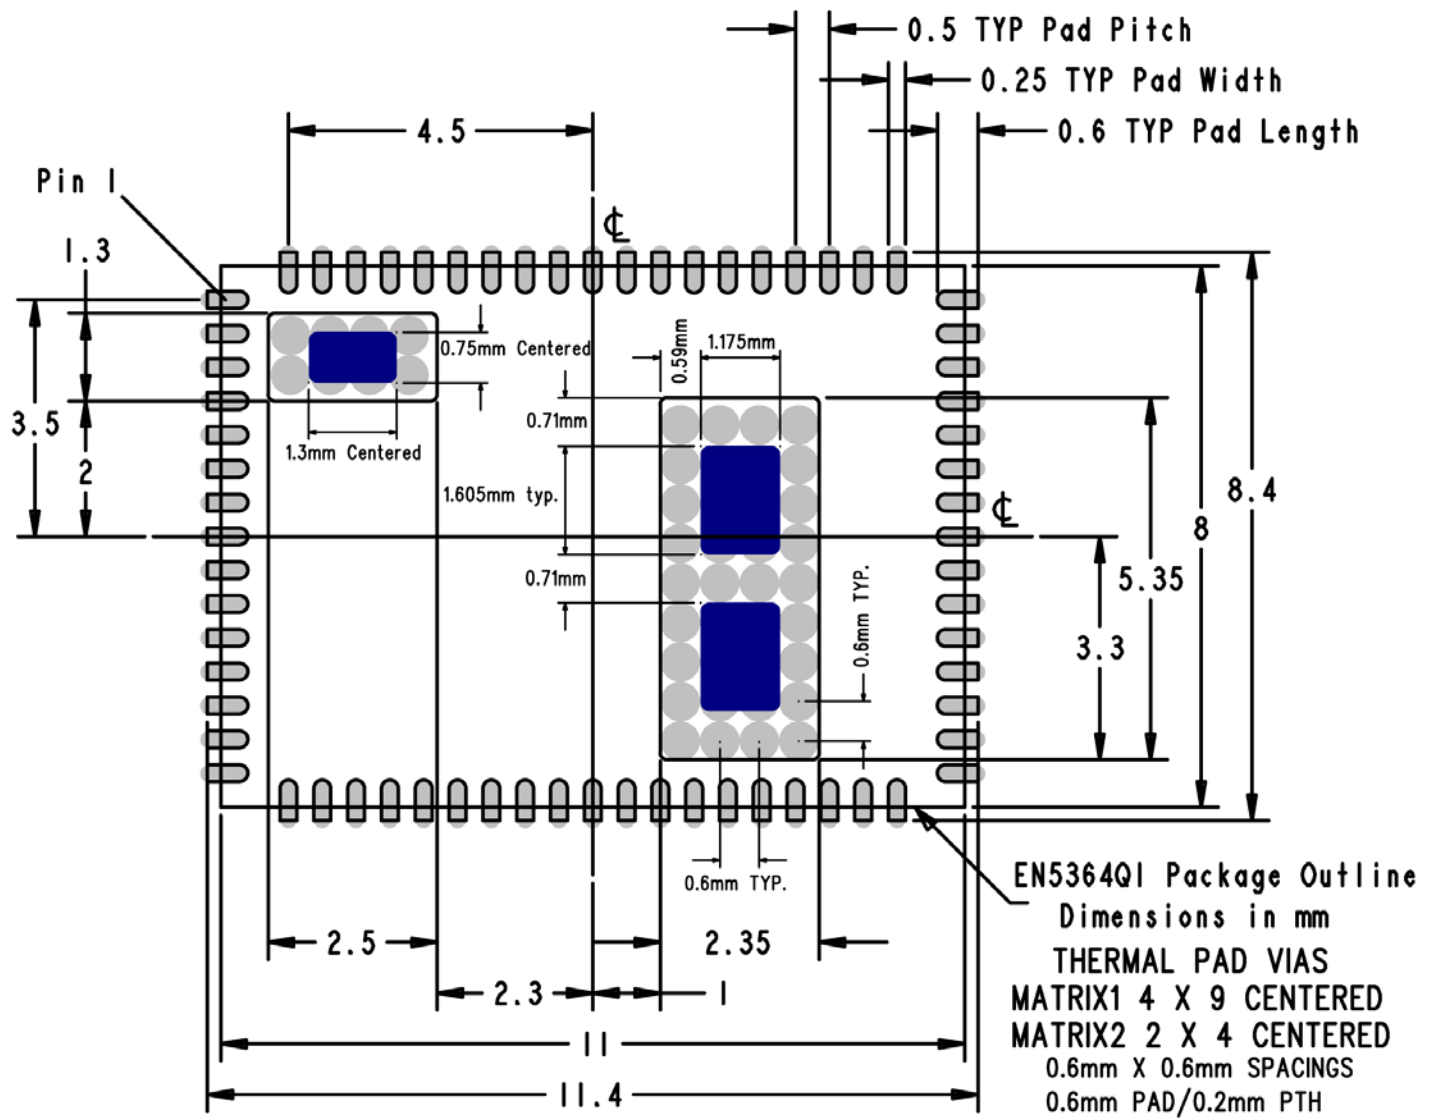 0.5 TYP Pad Pitch
0.25 TYP Pad Width
4.5
0.6 TYP Pad Length
Pin 1
℄
1.3
0.75mm Centered
0.59mm
1.175mm
3.5
0.71mm
1.3mm Centered
2
1.605mm typ.
8.4
℄
8
0.71mm
5.35
0.6mm TYP.
3.3
0.6mm TYP.
EN5364QI Package Outline
Dimensions in mm
2.5
2.35
THERMAL PAD VIAS
2.3
1
MATRIX1 4 X 9 CENTERED
MATRIX2 2 X 4 CENTERED
11
0.6mm X 0.6mm SPACINGS
11.4
0.6mm PAD/0.2mm PTH